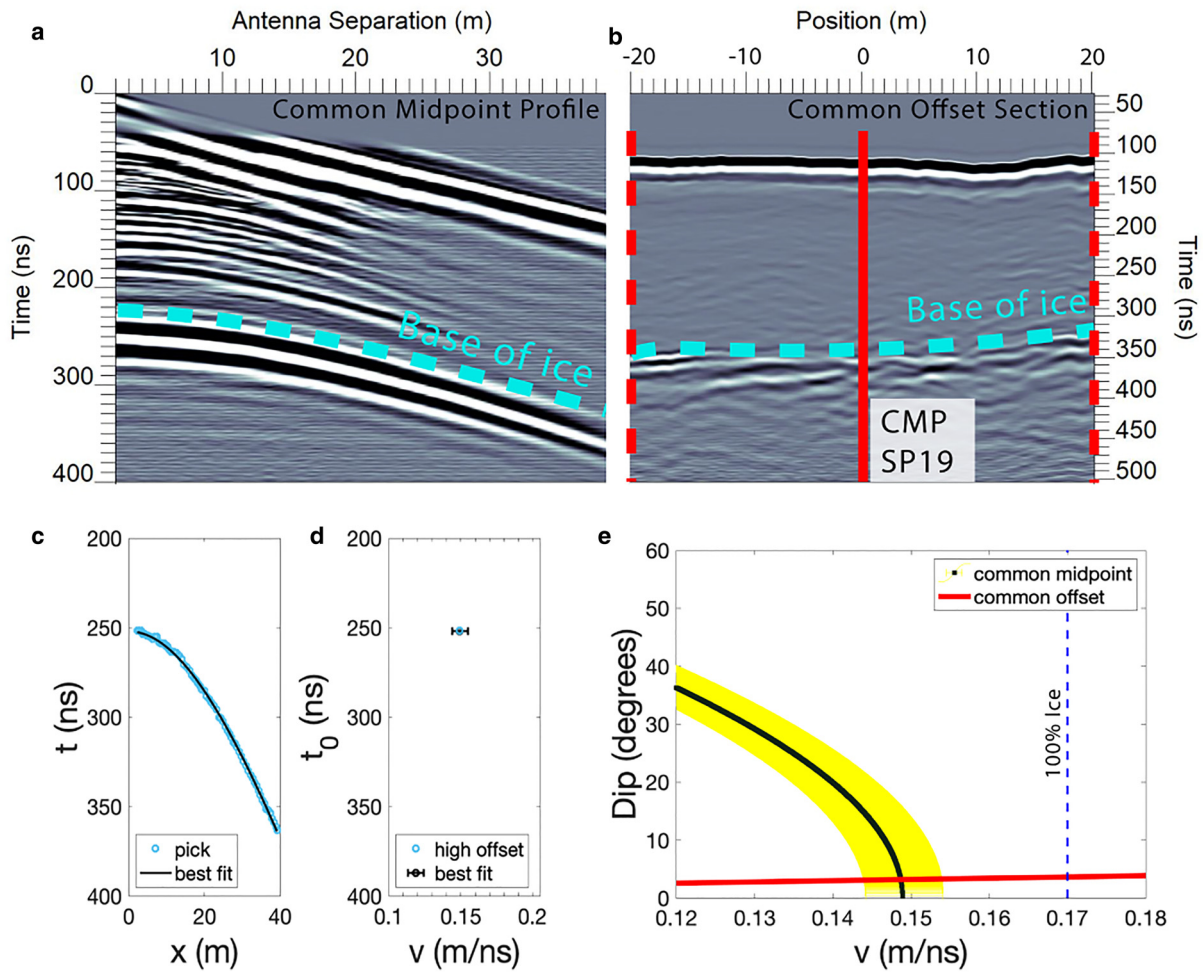 a
Antenna Separation (m)
10 20 30
Time (ns)
0
100
200
300
400
Common Midpoint Profile
Base of ice
b
Position (m)
-20 -10 0 10 20
Common Offset Section
Base of ice
CMP
SP19
50
100
150
200
250
300
350
400
450
500
Time (ns)
c
200
250
300
350
400
t (ns)
pick
best fit
0 20 40
x (m)
d
200
250
300
350
400
t0 (ns)
high offset
best fit
0.1 0.15 0.2
v (m/ns)
e
60
50
40
30
20
10
0
Dip (degrees)
common midpoint
common offset
100% Ice
0.12 0.13 0.14 0.15 0.16 0.17 0.18
v (m/ns)